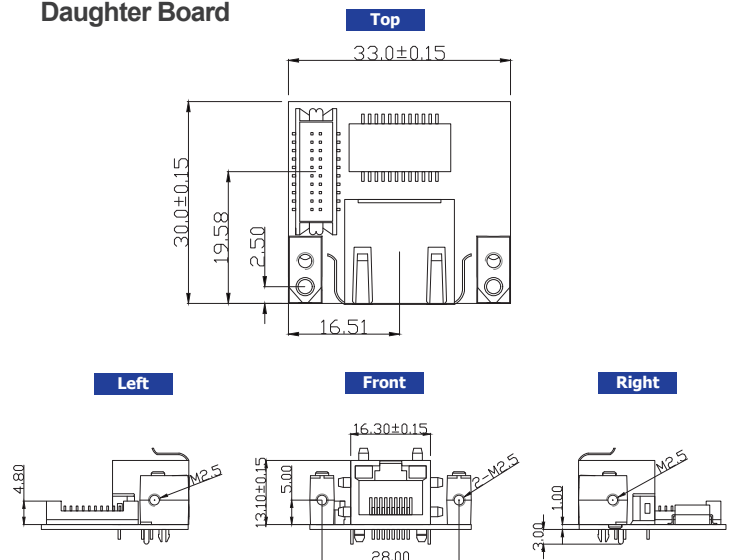 Daughter Board
Top
33.0±0.15
30.0±0.15
19.58
2.50
16.51
Left
Front
Right
4.80
M2.5
16.30±0.15
13.10±0.15
5.00
2-M2.5
28.00
M2.5
1.00
3.00